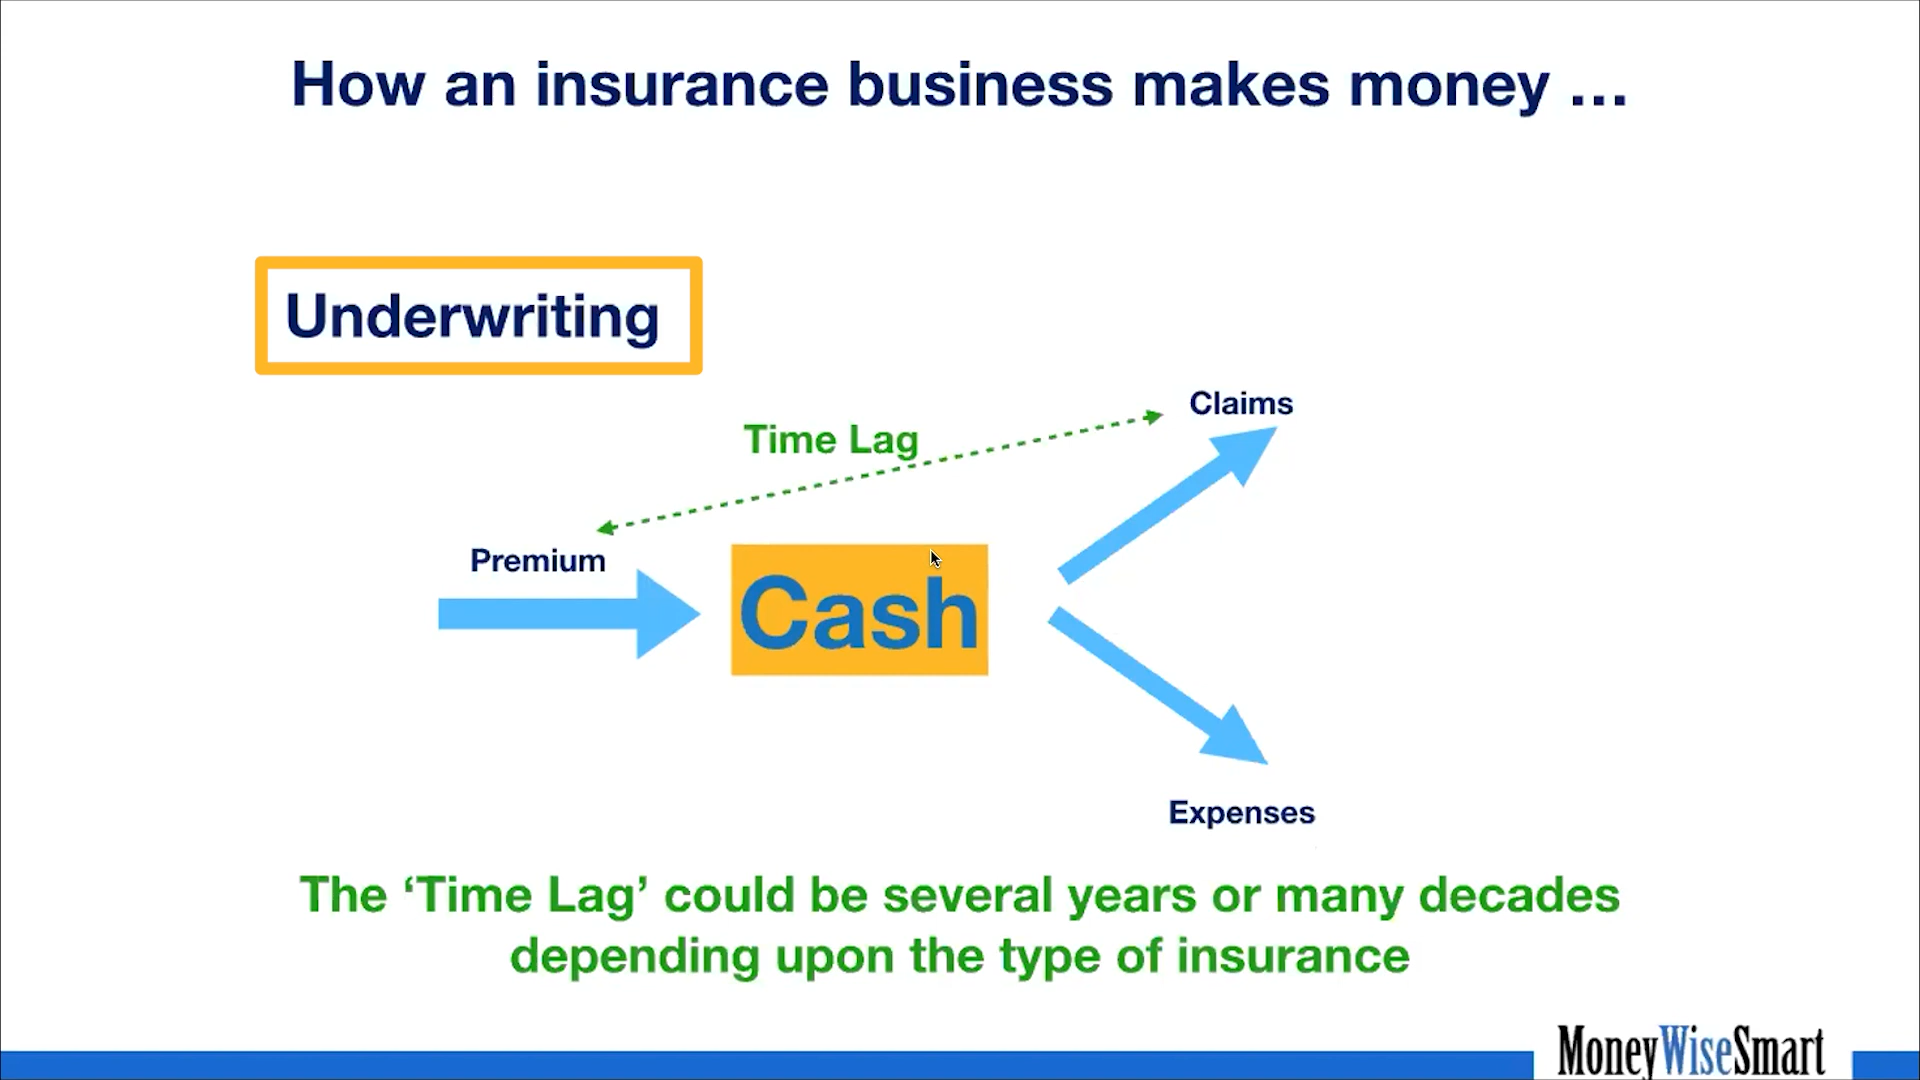 How an insurance business makes money ...
Underwriting
Claims
Time Lag
Premium
Cash
Expenses
The ‘Time Lag’ could be several years or many decades
depending upon the type of insurance
MoneyWiseSmart